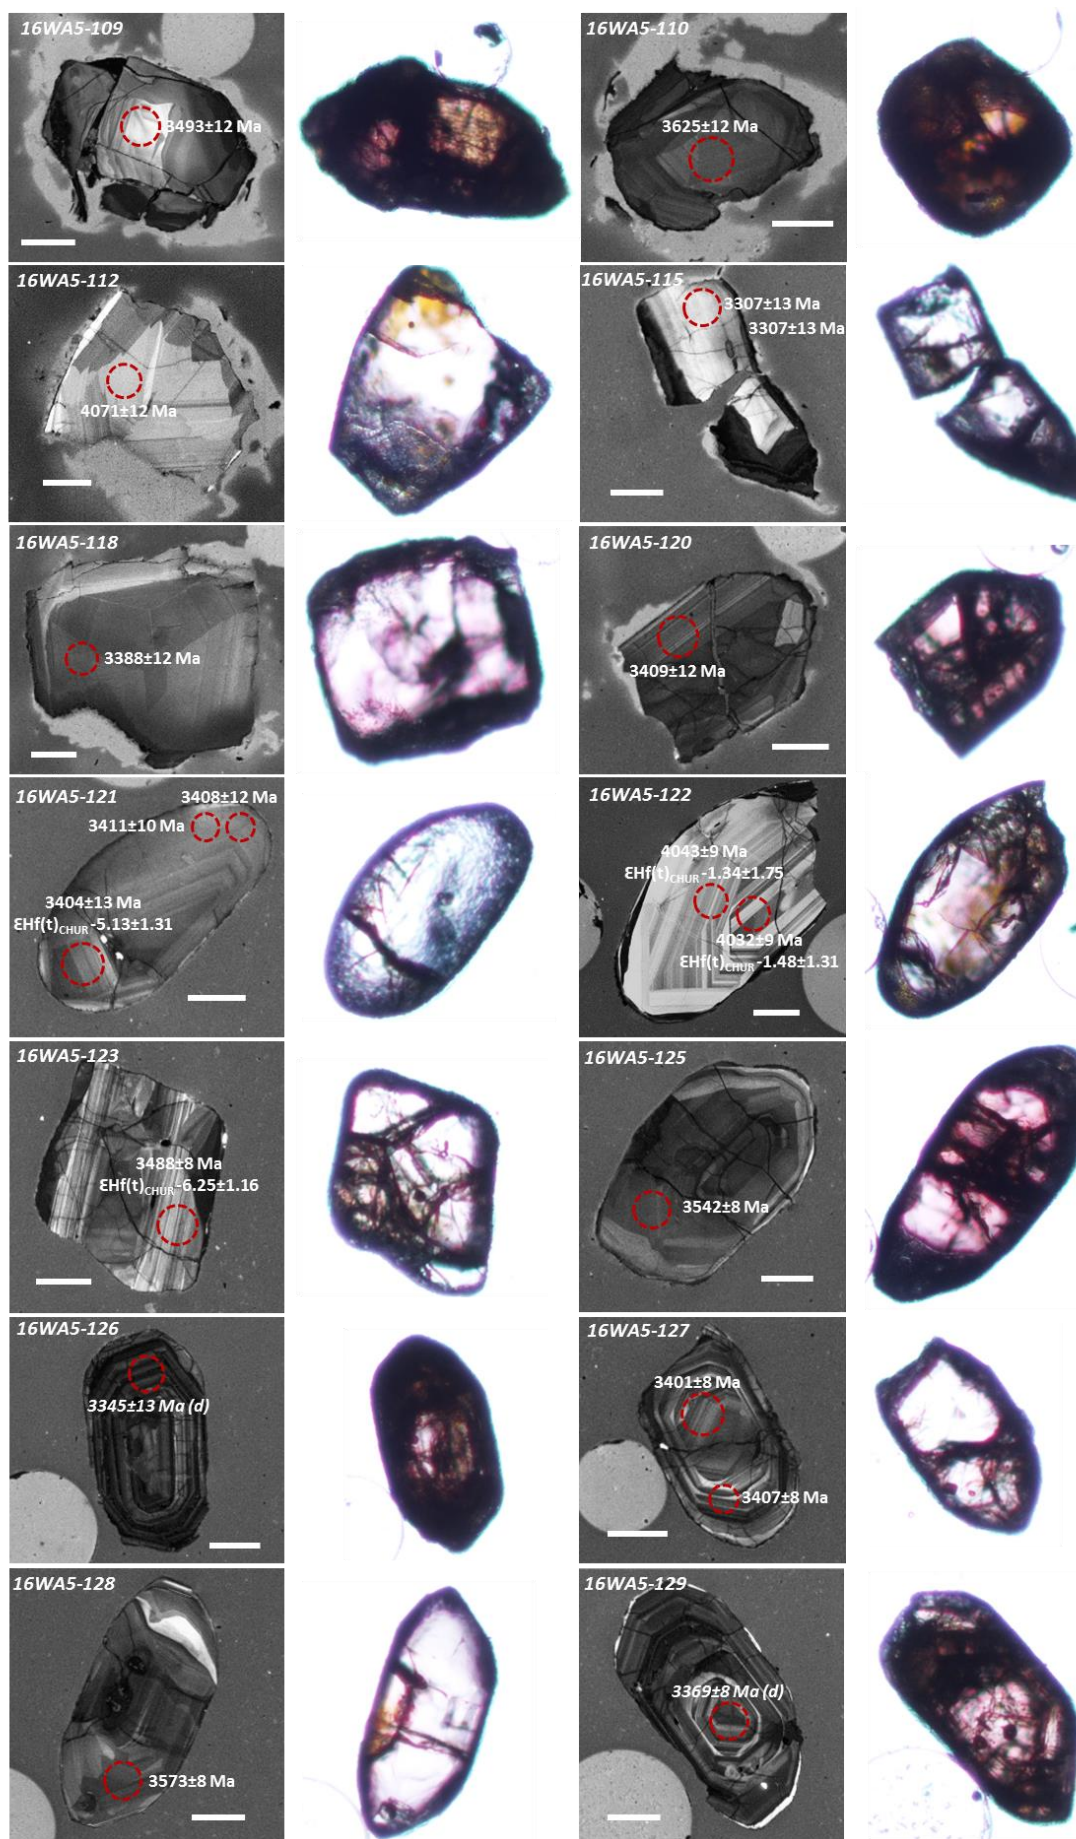 16WA5-109
3493±12 Ma
16WA5-110
3625±12 Ma
16WA5-112
4071±12 Ma
16WA5-115
3307±13 Ma
3307±13 Ma
16WA5-118
3388±12 Ma
16WA5-120
3409±12 Ma
16WA5-121
3408±12 Ma
3411±10 Ma
3404±13 Ma
ƐHf(t)CHUR -5.13±1.31
16WA5-122
4043±9 Ma
ƐHf(t)CHUR -1.34±1.75
4032±9 Ma
ƐHf(t)CHUR -1.48±1.31
16WA5-123
3488±8 Ma
ƐHf(t)CHUR -6.25±1.16
16WA5-125
3542±8 Ma
16WA5-126
3345±13 Ma (d)
16WA5-127
3401±8 Ma
3407±8 Ma
16WA5-128
3573±8 Ma
16WA5-129
3369±8 Ma (d)